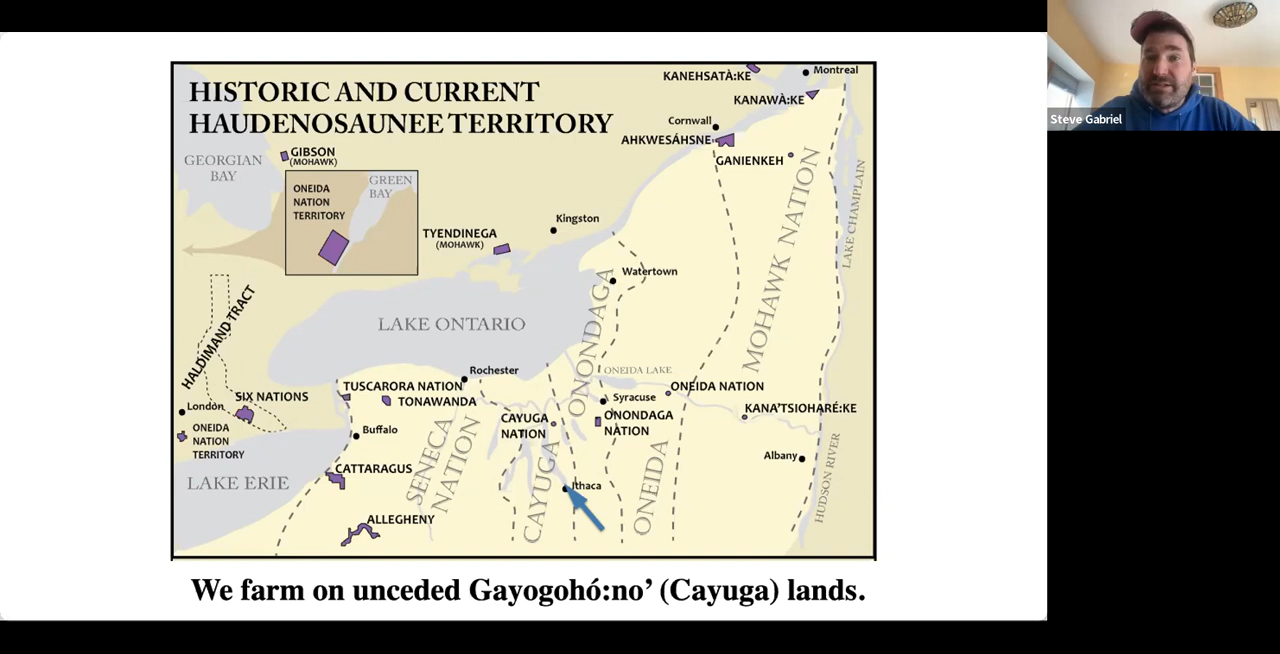 HISTORIC AND CURRENT
HAUDENOSAUNEE TERRITORY
KANEHSATÀ:KE
Montreal
KANAWÀ:KE
Cornwall
AHKWESÁHSNE
GANIENKEH
GEORGIAN
BAY
GIBSON
(MOHAWK)
ONEIDA
NATION
TERRITORY
GREEN
BAY
TYENDINEGA
(MOHAWK)
Kingston
Watertown
LAKE CHAMPLAIN
MOHAWK NATION
ONONDAGA
LAKE ONTARIO
HALDIMAND TRACT
ONEIDA LAKE
Rochester
TUSCARORA NATION
TONAWANDA
ONEIDA NATION
SIX NATIONS
London
Syracuse
KANA'TSIOHARÉ:KE
CAYUGA
NATION
ONONDAGA
NATION
ONEIDA
NATION
TERRITORY
Buffalo
Albany
CATTARAGUS
LAKE ERIE
SENECA
NATION
CAYUGA
Ithaca
ONEIDA
HUDSON RIVER
ALLEGHENY
We farm on unceded Gayogohó:no’ (Cayuga) lands.
Steve Gabriel